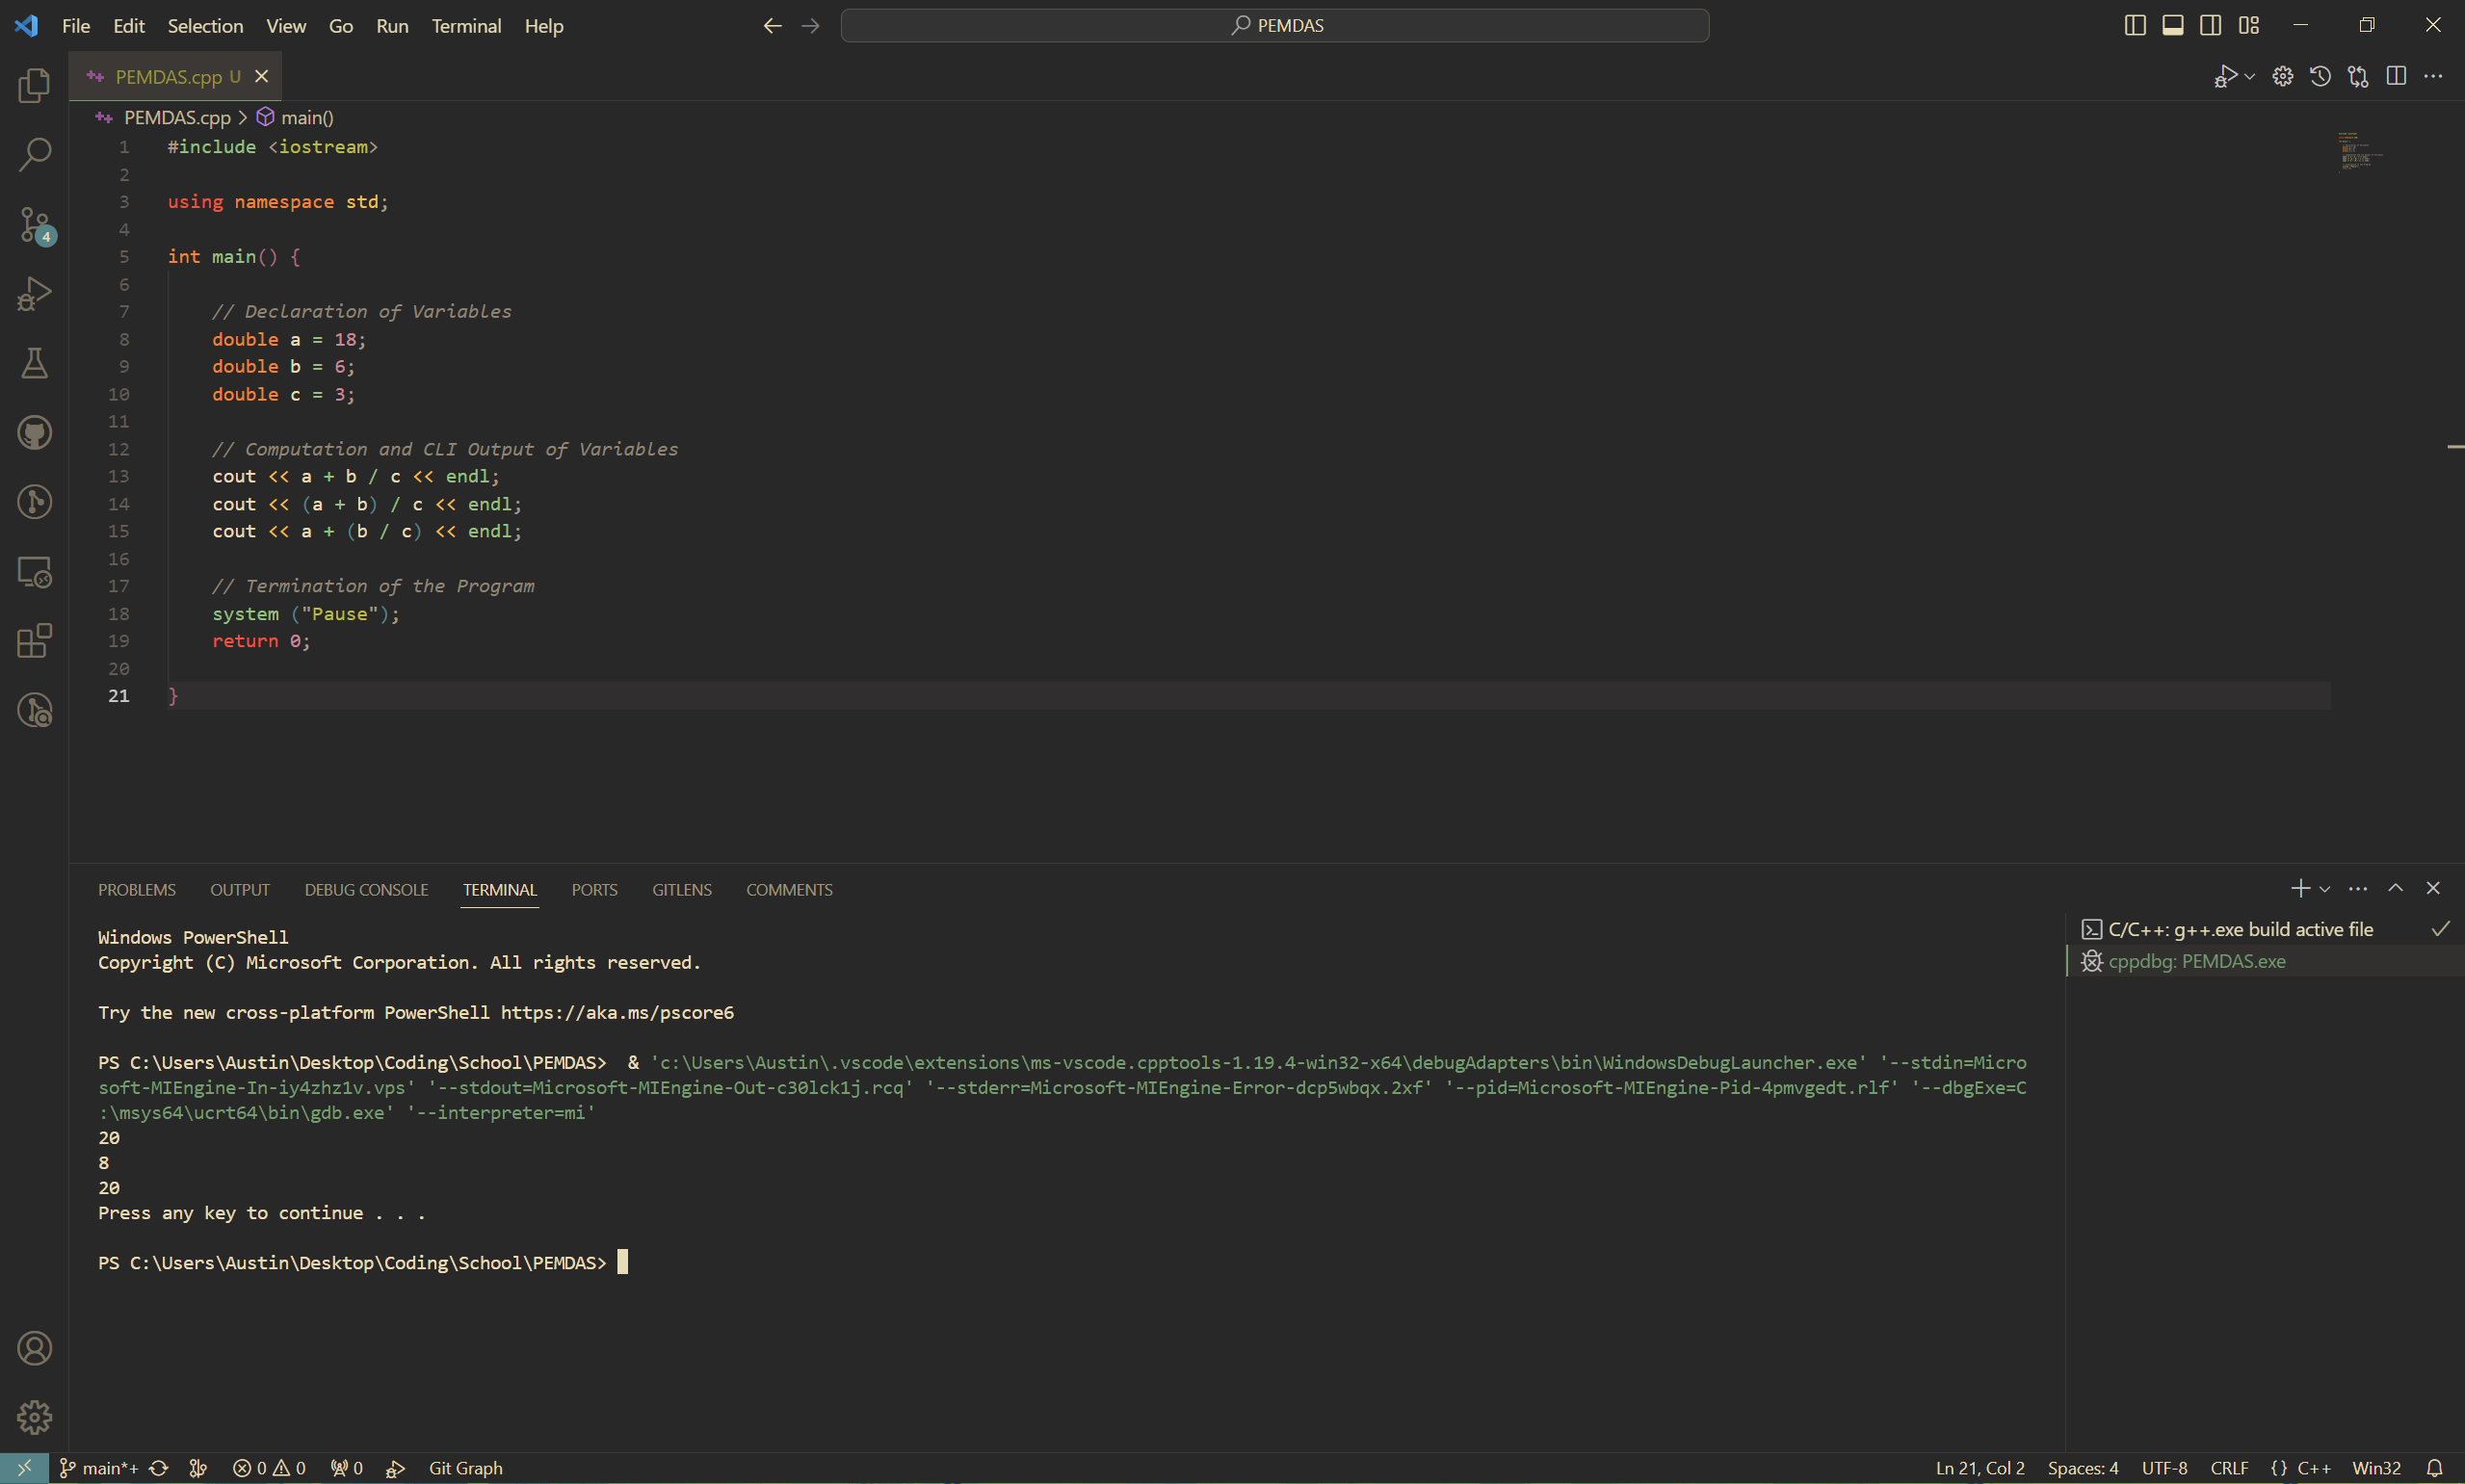 File Edit Selection View Go Run Terminal Help
PEMDAS
PEMDAS.cpp U
PEMDAS.cpp > main()
1 #include <iostream>
2
3 using namespace std;
4
5 int main() {
6
7 // Declaration of Variables
8 double a = 18;
9 double b = 6;
10 double c = 3;
11
12 // Computation and CLI Output of Variables
13 cout << a + b / c << endl;
14 cout << (a + b) / c << endl;
15 cout << a + (b / c) << endl;
16
17 // Termination of the Program
18 system ("Pause");
19 return 0;
20
21 }
4
PROBLEMS OUTPUT DEBUG CONSOLE TERMINAL PORTS GITLENS COMMENTS
Windows PowerShell
Copyright (C) Microsoft Corporation. All rights reserved.
Try the new cross-platform PowerShell https://aka.ms/pscore6
PS C:\Users\Austin\Desktop\Coding\School\PEMDAS>  & 'c:\Users\Austin\.vscode\extensions\ms-vscode.cpptools-1.19.4-win32-x64\debugAdapters\bin\WindowsDebugLauncher.exe' '--stdin=Micro
soft-MIEngine-In-iy4zhz1v.vps' '--stdout=Microsoft-MIEngine-Out-c30lck1j.rcq' '--stderr=Microsoft-MIEngine-Error-dcp5wbqx.2xf' '--pid=Microsoft-MIEngine-Pid-4pmvgedt.rlf' '--dbgExe=C
:\msys64\ucrt64\bin\gdb.exe' '--interpreter=mi'
20
8
20
Press any key to continue . . .
PS C:\Users\Austin\Desktop\Coding\School\PEMDAS>
C/C++: g++.exe build active file
cppdbg: PEMDAS.exe
main*+ 0 0 0 Git Graph Ln 21, Col 2 Spaces: 4 UTF-8 CRLF {} C++ Win32